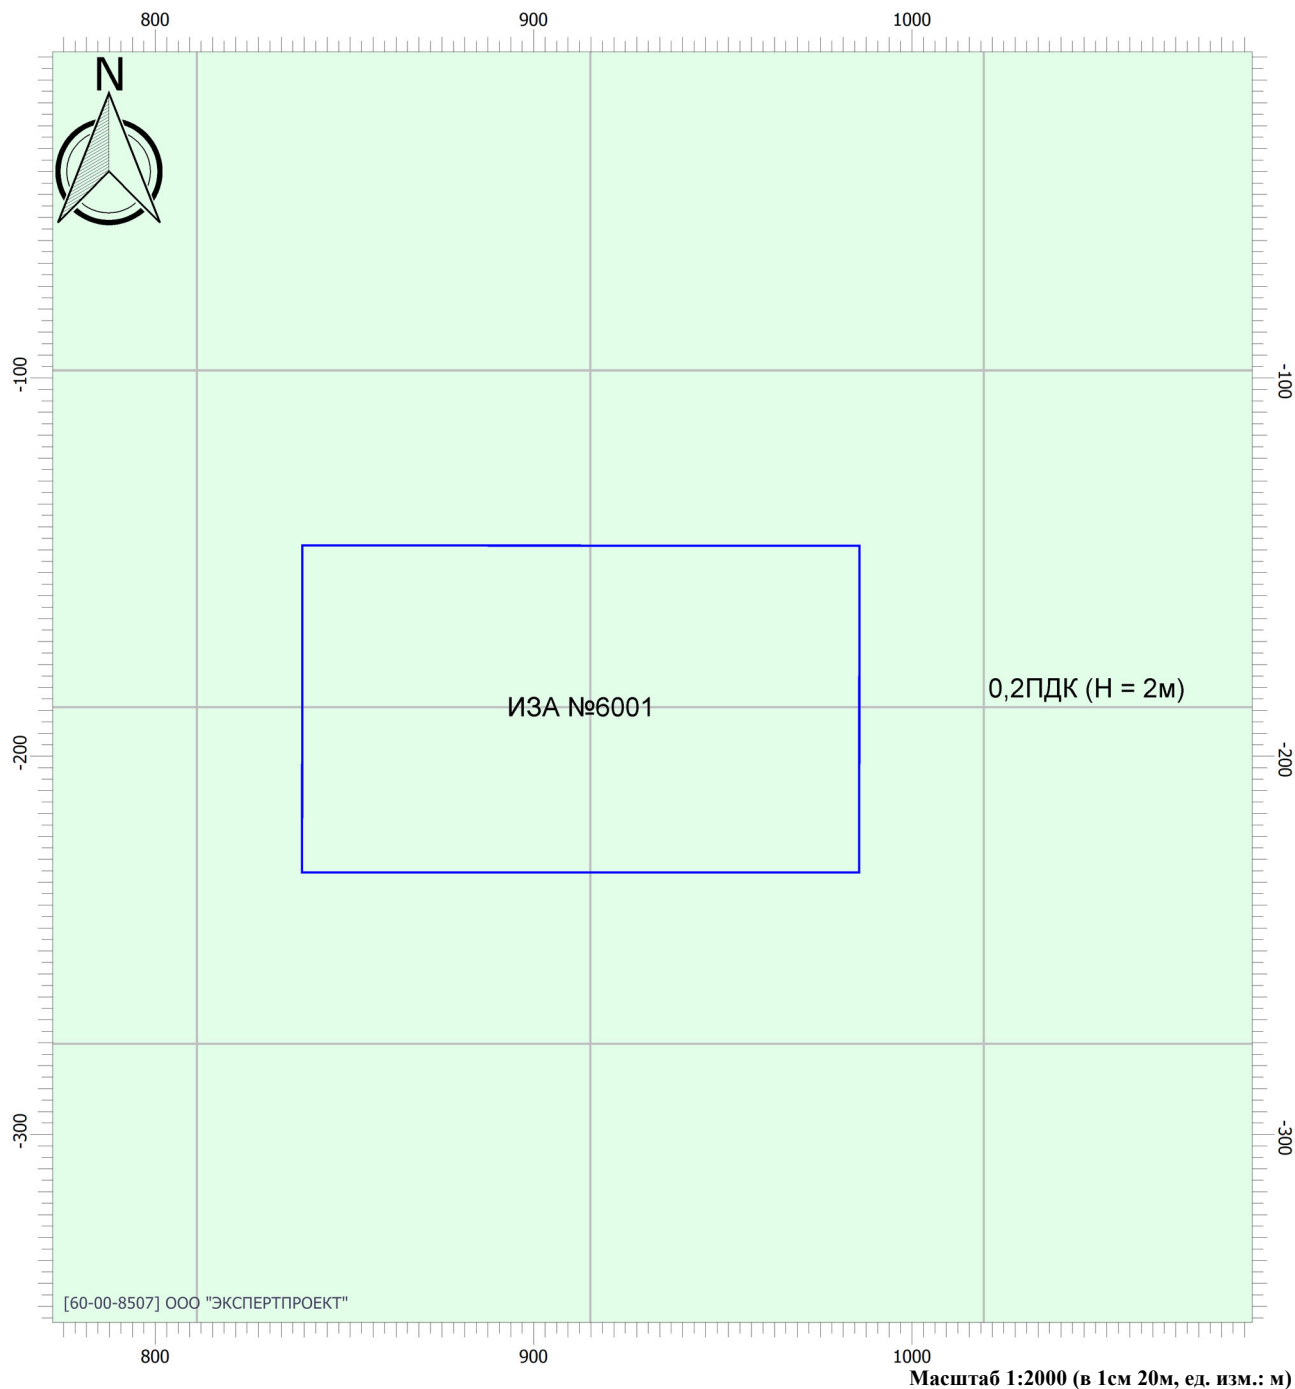 800 900 1000
N
-100 -100
0,2ПДК (Н = 2м)
ИЗА №6001
-200 -200
-300 -300
[60-00-8507] ООО "ЭКСПЕРТПРОЕКТ"
800 900 1000
Масштаб 1:2000 (в 1см 20м, ед. изм.: м)